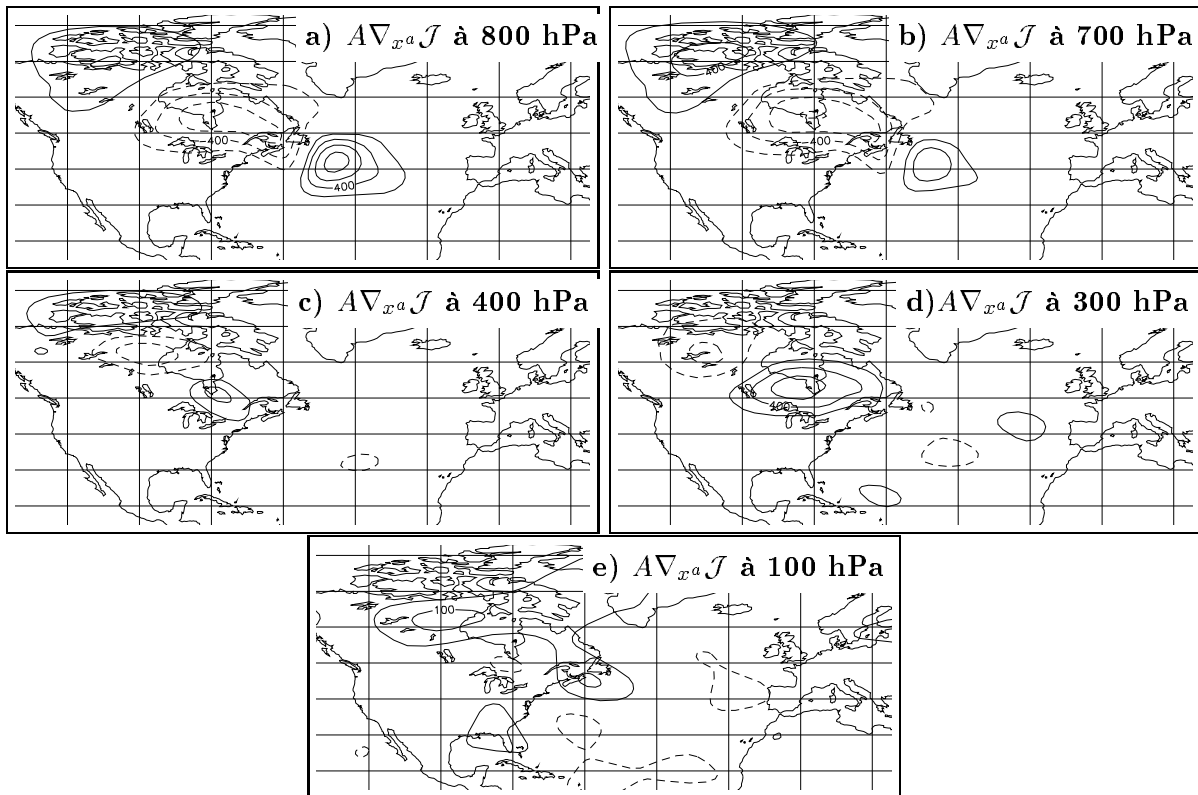 a) A∇ₓₐ𝒥 à 800 hPa
400
400
b) A∇ₓₐ𝒥 à 700 hPa
400
400
c) A∇ₓₐ𝒥 à 400 hPa
d) A∇ₓₐ𝒥 à 300 hPa
400
e) A∇ₓₐ𝒥 à 100 hPa
100